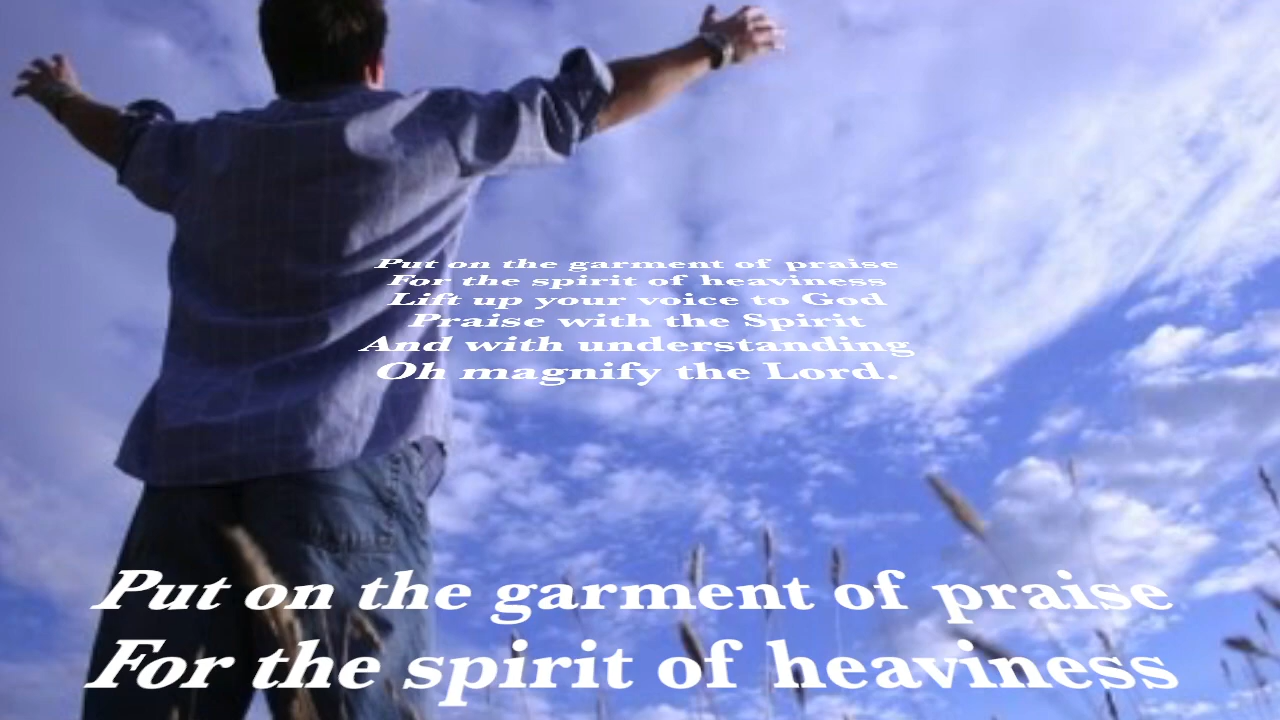 Put on the garment of praise
For the spirit of heaviness
Lift up your voice to God
Praise with the Spirit
And with understanding
Oh magnify the Lord.
Put on the garment of praise
For the spirit of heaviness